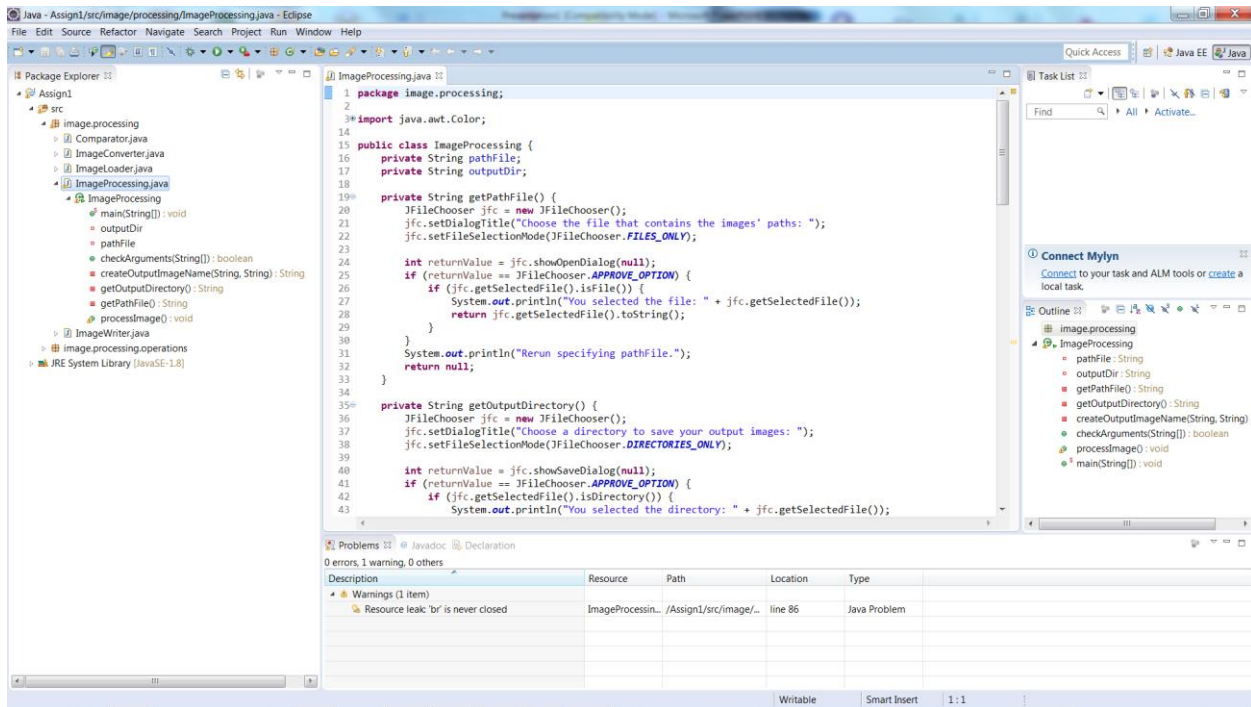 Java - Assign1/src/image/processing/ImageProcessing.java - Eclipse
File Edit Source Refactor Navigate Search Project Run Window Help
Quick Access Java EE Java
Package Explorer
Assign1
src
image.processing
Comparator.java
ImageConverter.java
ImageLoader.java
ImageProcessing.java
ImageProcessing
main(String[]) : void
outputDir
pathFile
checkArguments(String[]) : boolean
createOutputImageName(String, String) : String
getOutputDirectory() : String
getPathFile() : String
processImage() : void
ImageWriter.java
image.processing.operations
JRE System Library [JavaSE-1.8]
ImageProcessing.java
1 package image.processing;
2
3 import java.awt.Color;
14
15 public class ImageProcessing {
16 private String pathFile;
17 private String outputDir;
18
19 private String getPathFile() {
20 JFileChooser jfc = new JFileChooser();
21 jfc.setDialogTitle("Choose the file that contains the images' paths: ");
22 jfc.setFileSelectionMode(JFileChooser.FILES_ONLY);
23
24 int returnValue = jfc.showOpenDialog(null);
25 if (returnValue == JFileChooser.APPROVE_OPTION) {
26 if (jfc.getSelectedFile().isFile()) {
27 System.out.println("You selected the file: " + jfc.getSelectedFile());
28 return jfc.getSelectedFile().toString();
29 }
30 }
31 System.out.println("Rerun specifying pathFile.");
32 return null;
33 }
34
35 private String getOutputDirectory() {
36 JFileChooser jfc = new JFileChooser();
37 jfc.setDialogTitle("Choose a directory to save your output images: ");
38 jfc.setFileSelectionMode(JFileChooser.DIRECTORIES_ONLY);
39
40 int returnValue = jfc.showSaveDialog(null);
41 if (returnValue == JFileChooser.APPROVE_OPTION) {
42 if (jfc.getSelectedFile().isDirectory()) {
43 System.out.println("You selected the directory: " + jfc.getSelectedFile());
Task List
Find All Activate...
Connect Mylyn
Connect to your task and ALM tools or create a
local task.
Outline
image.processing
ImageProcessing
pathFile : String
outputDir : String
getPathFile() : String
getOutputDirectory() : String
createOutputImageName(String, String)
checkArguments(String[]) : boolean
processImage() : void
main(String[]) : void
Problems Javadoc Declaration
0 errors, 1 warning, 0 others
Description Resource Path Location Type
Warnings (1 item)
Resource leak: 'br' is never closed ImageProcessin... /Assign1/src/image/... line 86 Java Problem
Writable Smart Insert 1 : 1